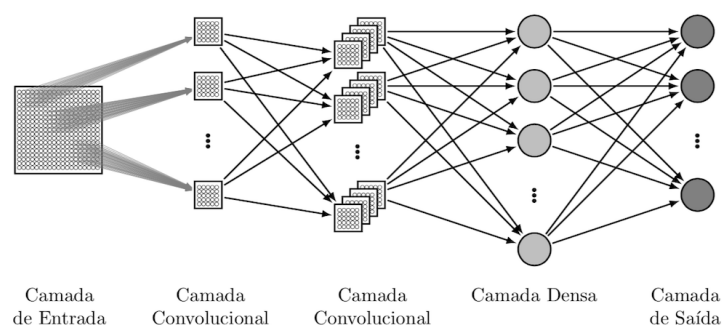 Camada
de Entrada
Camada
Convolucional
Camada
Convolucional
Camada Densa
Camada
de Saída